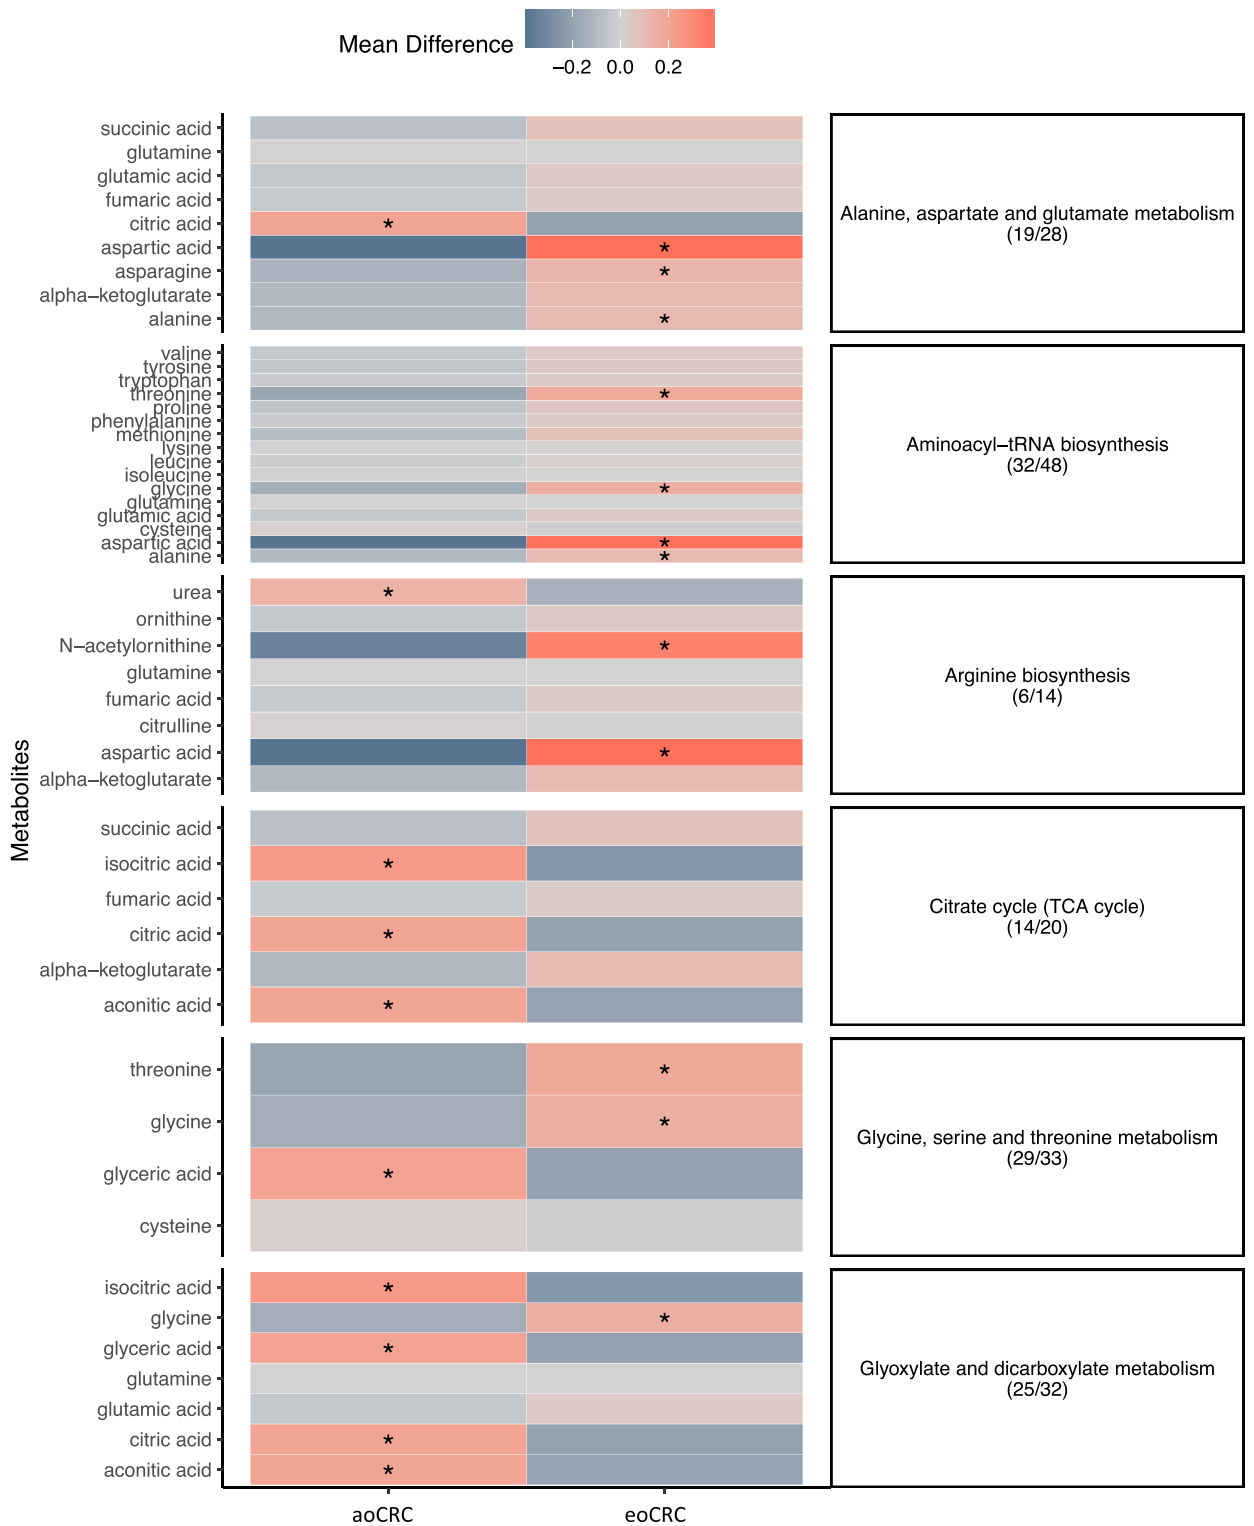 Mean Difference
−0.2 0.0 0.2
Metabolites
succinic acid
glutamine
glutamic acid
fumaric acid
citric acid *
aspartic acid *
asparagine *
alpha−ketoglutarate
alanine *
Alanine, aspartate and glutamate metabolism
(19/28)
valine
tyrosine
tryptophan
threonine *
proline
phenylalanine
methionine
lysine
leucine
isoleucine
glycine *
glutamine
glutamic acid
cysteine
aspartic acid *
alanine *
Aminoacyl−tRNA biosynthesis
(32/48)
urea *
ornithine
N−acetylornithine *
glutamine
fumaric acid
citrulline
aspartic acid *
alpha−ketoglutarate
Arginine biosynthesis
(6/14)
succinic acid
isocitric acid *
fumaric acid
citric acid *
alpha−ketoglutarate
aconitic acid *
Citrate cycle (TCA cycle)
(14/20)
threonine *
glycine *
glyceric acid *
cysteine
Glycine, serine and threonine metabolism
(29/33)
isocitric acid *
glycine *
glyceric acid *
glutamine
glutamic acid
citric acid *
aconitic acid *
Glyoxylate and dicarboxylate metabolism
(25/32)
aoCRC eoCRC